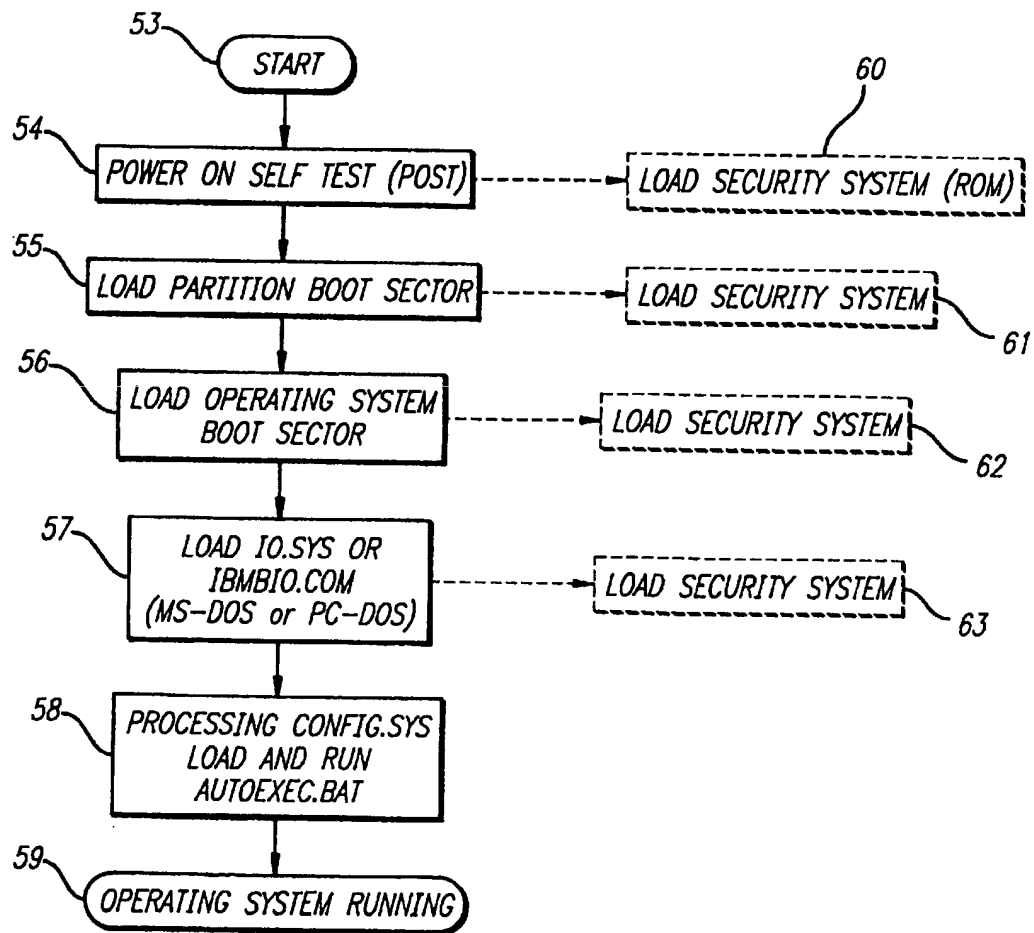 53
START
60
54
POWER ON SELF TEST (POST)
LOAD SECURITY SYSTEM (ROM)
55
LOAD PARTITION BOOT SECTOR
LOAD SECURITY SYSTEM
61
56
LOAD OPERATING SYSTEM
BOOT SECTOR
LOAD SECURITY SYSTEM
62
57
LOAD IO.SYS OR
IBMBIO.COM
(MS-DOS or PC-DOS)
LOAD SECURITY SYSTEM
63
58
PROCESSING CONFIG.SYS
LOAD AND RUN
AUTOEXEC.BAT
59
OPERATING SYSTEM RUNNING